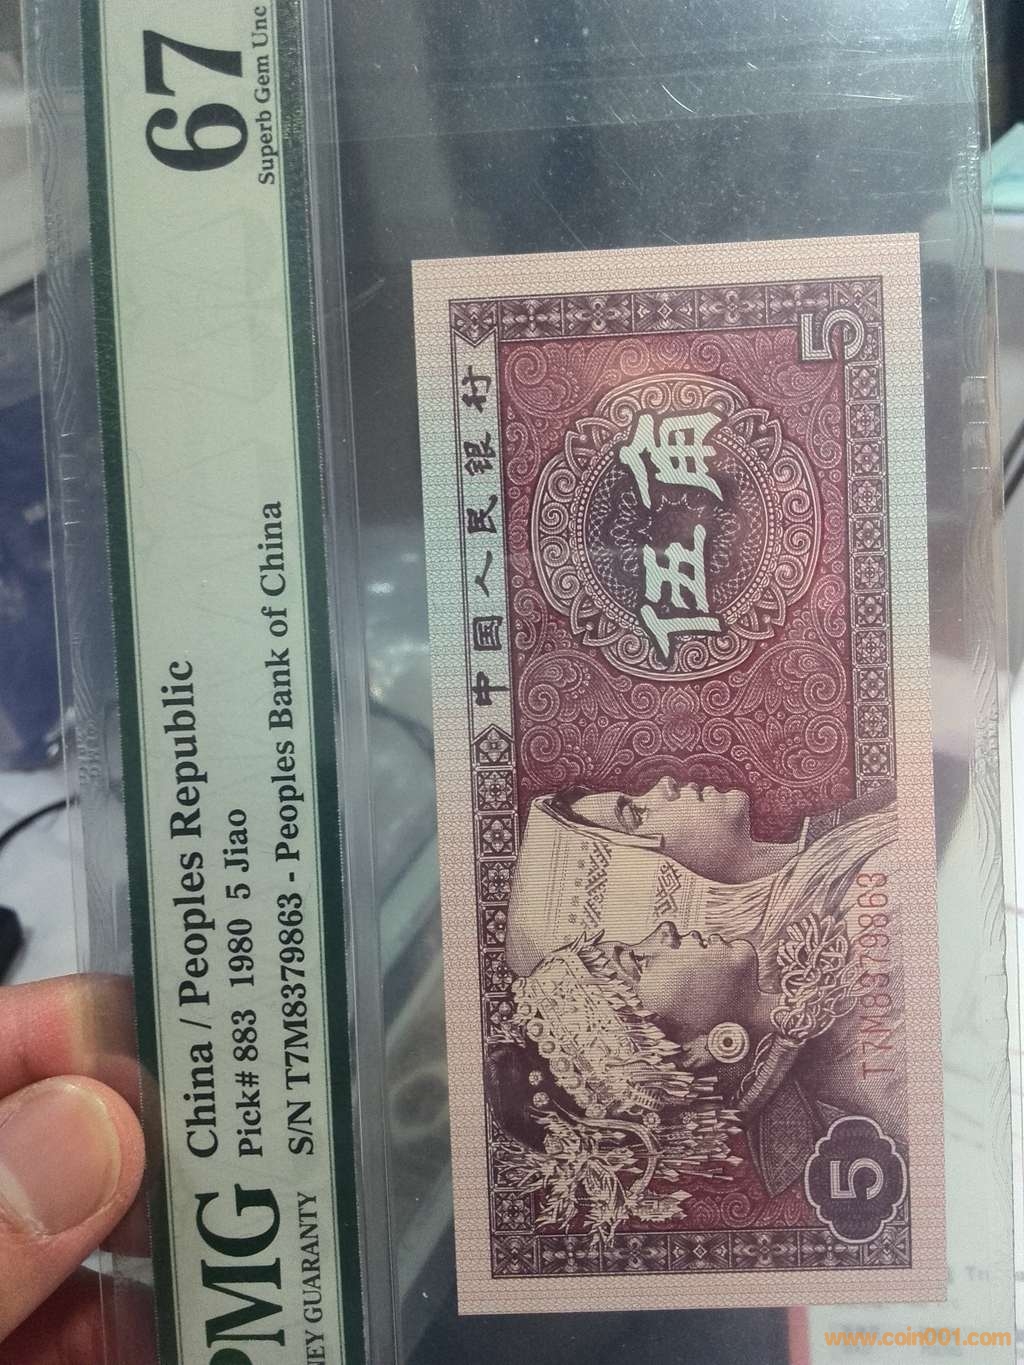 PMG
China / Peoples Republic
Pick# 883 1980 5 Jiao
S/N T7M8379863 - Peoples Bank of China
NEY GUARANTY
67
Superb Gem Unc
中国人民银行
伍角
5
T7M8379863
5
www.coin001.com